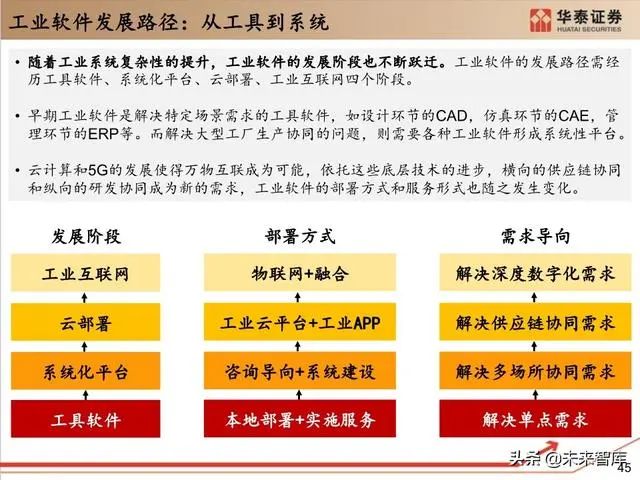 工业软件发展路径：从工具到系统
华泰证券
HUATAI SECURITIES
• 随着工业系统复杂性的提升，工业软件的发展阶段也不断跃迁。工业软件的发展路径需经
历工具软件、系统化平台、云部署、工业互联网四个阶段。
• 早期工业软件是解决特定场景需求的工具软件，如设计环节的CAD，仿真环节的CAE，管
理环节的ERP等。而解决大型工厂生产协同的问题，则需要各种工业软件形成系统性平台。
• 云计算和5G的发展使得万物互联成为可能，依托这些底层技术的进步，横向的供应链协同
和纵向的研发协同成为新的需求，工业软件的部署方式和服务形式也随之发生变化。
发展阶段
工业互联网
云部署
系统化平台
工具软件
部署方式
物联网+融合
工业云平台+工业APP
咨询导向+系统建设
本地部署+实施服务
需求导向
解决深度数字化需求
解决供应链协同需求
解决多场所协同需求
解决单点需求
头条@未来智库
45